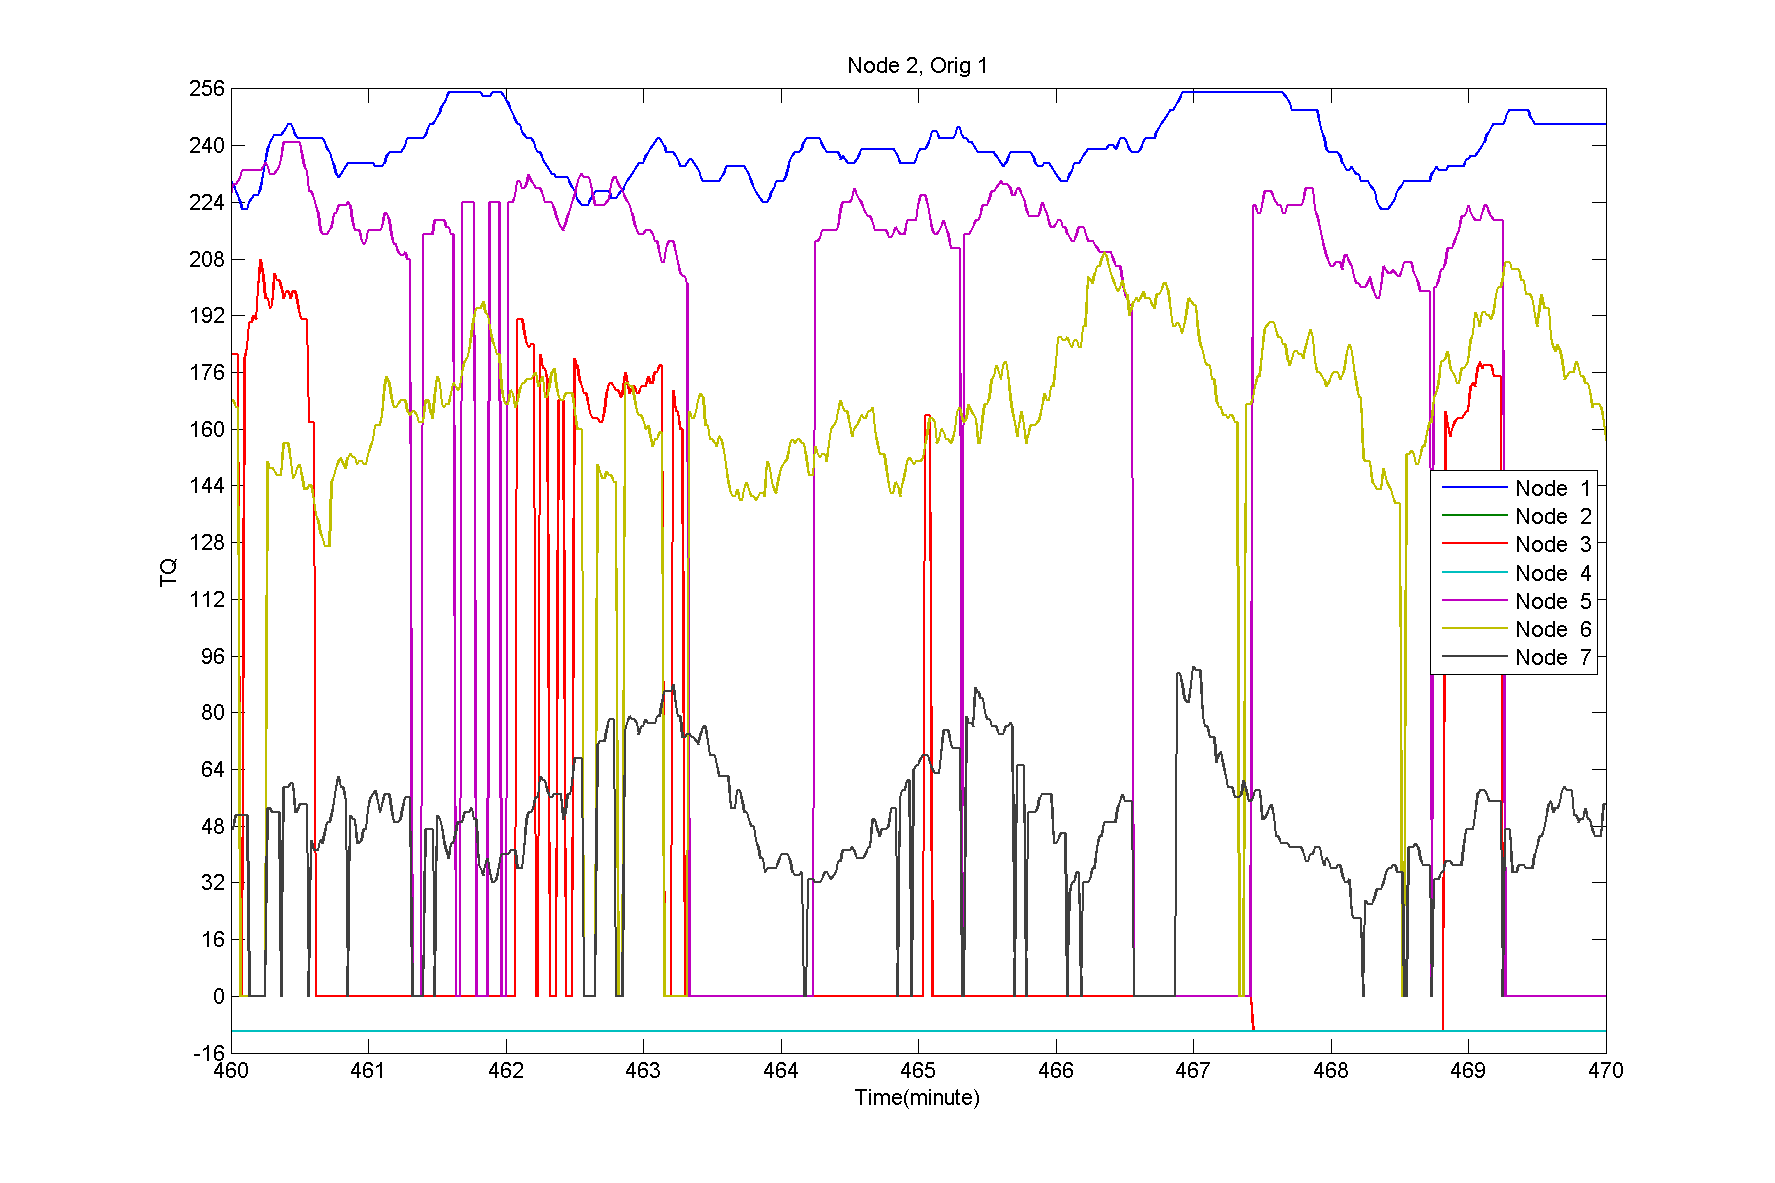 Node 2, Orig 1
256
240
224
208
192
176
160
144
128
112
96
80
64
48
32
16
0
-16
TQ
Node 1
Node 2
Node 3
Node 4
Node 5
Node 6
Node 7
460 461 462 463 464 465 466 467 468 469 470
Time(minute)